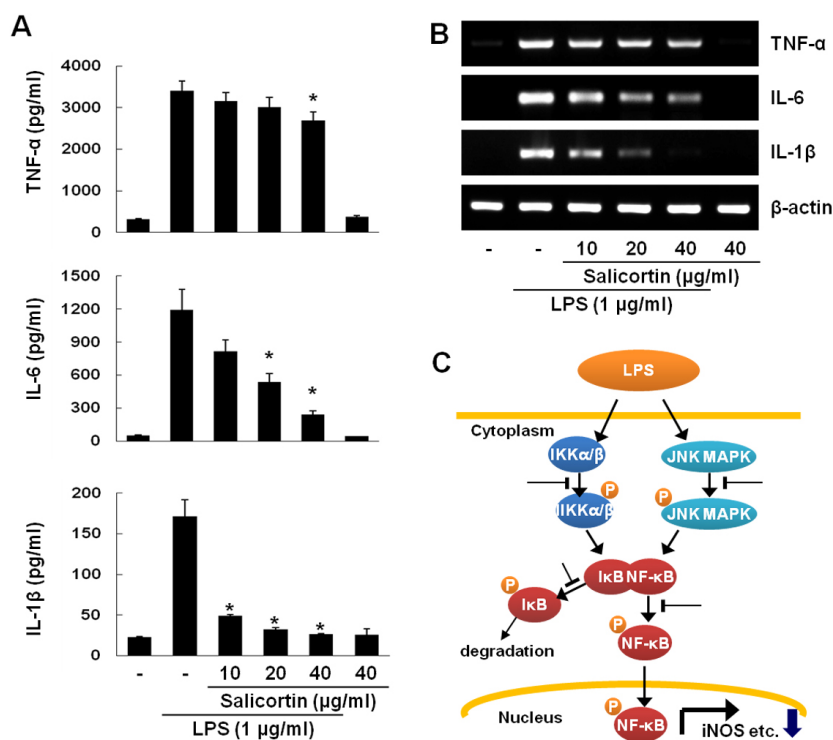 A
TNF-α (pg/ml)
4000
3000
2000
1000
0
*
IL-6 (pg/ml)
1500
1200
900
600
300
0
*
*
IL-1β (pg/ml)
200
150
100
50
0
* * *
- - 10 20 40 40
Salicortin (μg/ml)
LPS (1 μg/ml)
B
TNF-α
IL-6
IL-1β
β-actin
- - 10 20 40 40
Salicortin (μg/ml)
LPS (1 μg/ml)
C
LPS
Cytoplasm
IKKα/β
JNK MAPK
P
IKKα/β
P
JNK MAPK
IκB NF-κB
P
IκB
degradation
P
NF-κB
Nucleus
P
NF-κB
iNOS etc.